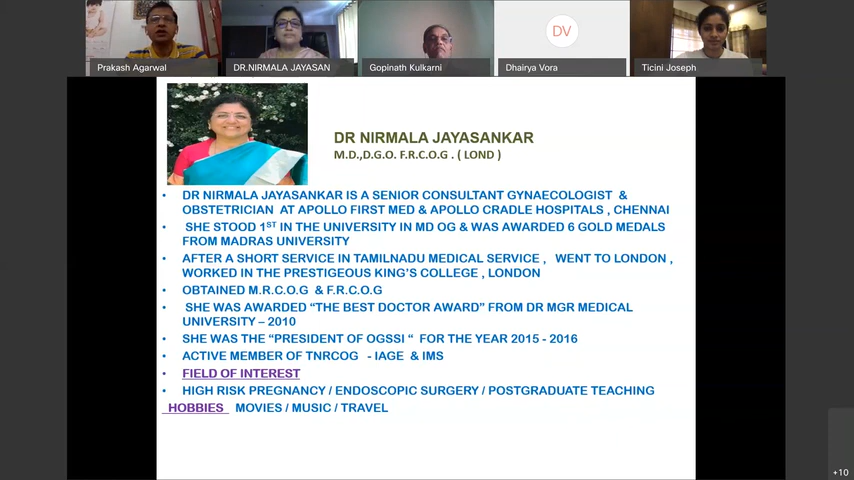 DV
Prakash Agarwal
DR.NIRMALA JAYASAN
Gopinath Kulkarni
Dhairya Vora
Ticini Joseph
DR NIRMALA JAYASANKAR
M.D.,D.G.O. F.R.C.O.G . ( LOND )
• DR NIRMALA JAYASANKAR IS A SENIOR CONSULTANT GYNAECOLOGIST &
OBSTETRICIAN AT APOLLO FIRST MED & APOLLO CRADLE HOSPITALS , CHENNAI
• SHE STOOD 1ST IN THE UNIVERSITY IN MD OG & WAS AWARDED 6 GOLD MEDALS
FROM MADRAS UNIVERSITY
• AFTER A SHORT SERVICE IN TAMILNADU MEDICAL SERVICE , WENT TO LONDON ,
WORKED IN THE PRESTIGEOUS KING'S COLLEGE , LONDON
• OBTAINED M.R.C.O.G & F.R.C.O.G
• SHE WAS AWARDED “THE BEST DOCTOR AWARD” FROM DR MGR MEDICAL
UNIVERSITY – 2010
• SHE WAS THE “PRESIDENT OF OGSSI “ FOR THE YEAR 2015 - 2016
• ACTIVE MEMBER OF TNRCOG - IAGE & IMS
• FIELD OF INTEREST
• HIGH RISK PREGNANCY / ENDOSCOPIC SURGERY / POSTGRADUATE TEACHING
HOBBIES MOVIES / MUSIC / TRAVEL
+10